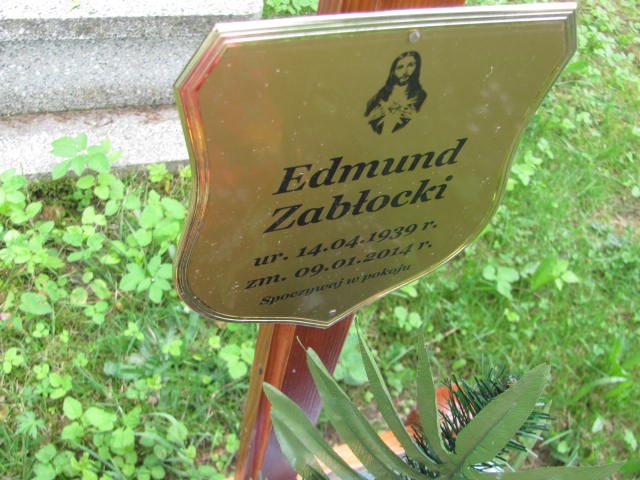 Edmund
Zabłocki
ur. 14.04.1939 r.
zm. 09.01.2014 r.
Spoczywaj w pokoju